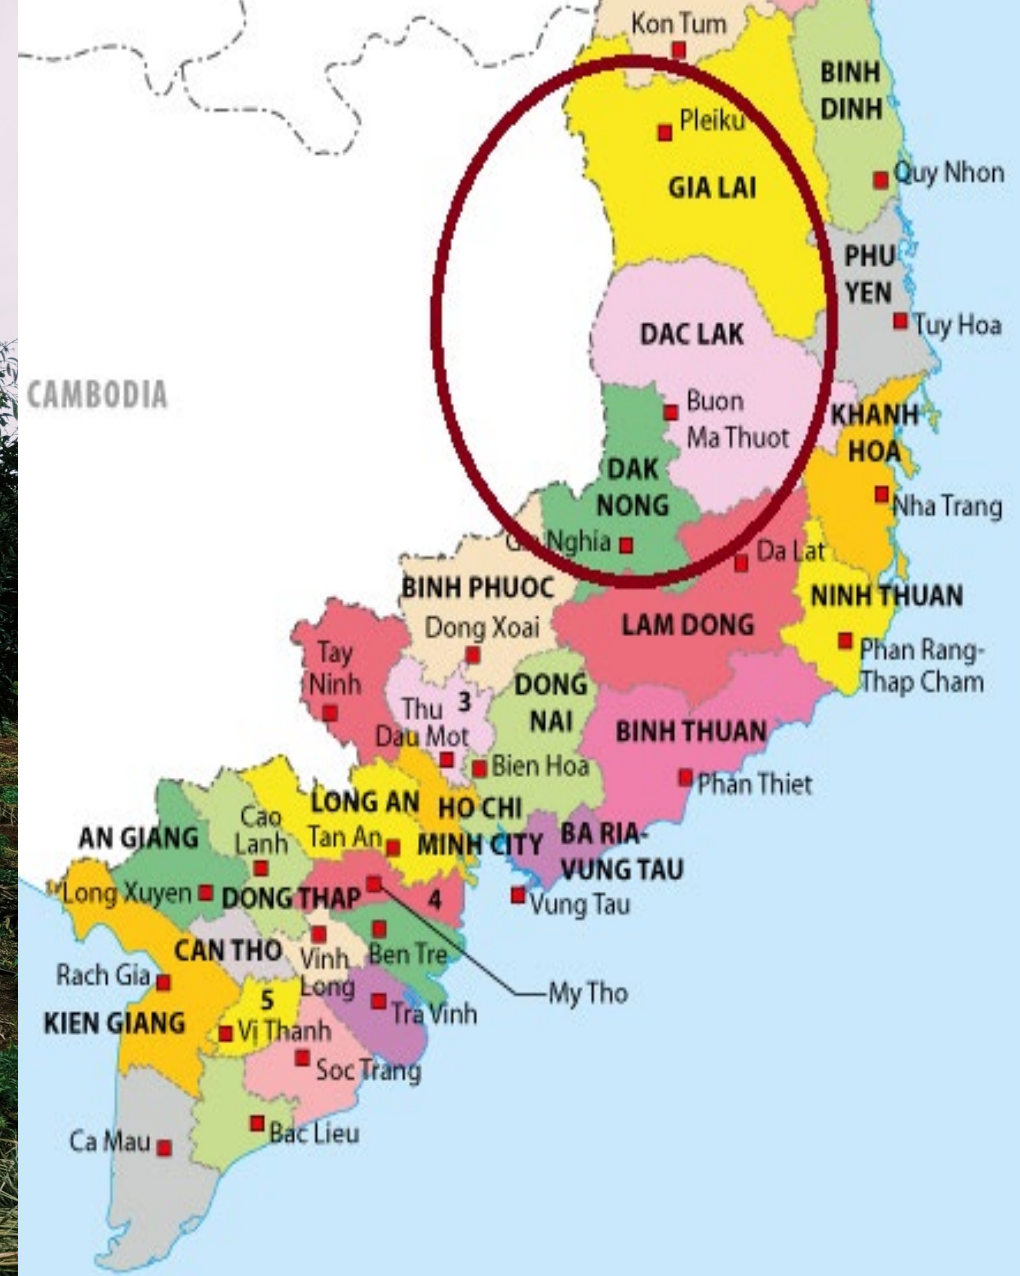 Kon Tum
BINH
DINH
Pleiku
Quy Nhon
GIA LAI
PHU
YEN
Tuy Hoa
DAC LAK
CAMBODIA
Buon
Ma Thuot
KHANH
HOA
DAK
NONG
Nha Trang
Gia Nghia
Da Lat
BINH PHUOC
NINH THUAN
Dong Xoai
LAM DONG
Tay
Ninh
Phan Rang-
Thap Cham
DONG
NAI
3
Thu
Dau Mot
BINH THUAN
Bien Hoa
Phan Thiet
LONG AN
HO CHI
MINH CITY
Cao
Lanh
Tan An
BA RIA-
VUNG TAU
AN GIANG
Long Xuyen
DONG THAP
4
Vung Tau
CAN THO
Vinh
Long
Ben Tre
Rach Gia
My Tho
5
Tra Vinh
KIEN GIANG
Vị Thanh
Soc Trang
Bac Lieu
Ca Mau